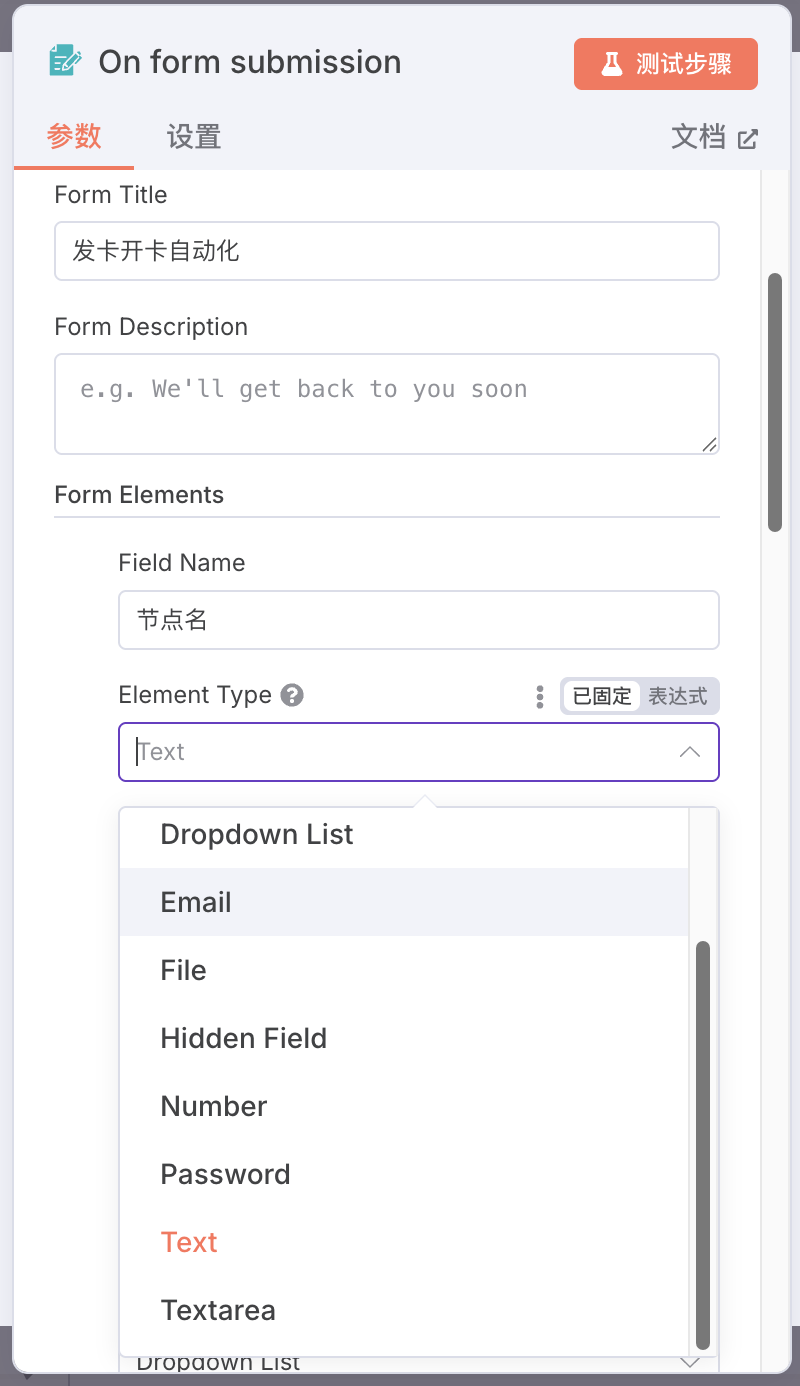 On form submission
测试步骤
参数
设置
文档
Form Title
发卡开卡自动化
Form Description
e.g. We'll get back to you soon
Form Elements
Field Name
节点名
Element Type
已固定
表达式
Text
Dropdown List
Email
File
Hidden Field
Number
Password
Text
Textarea
Dropdown List